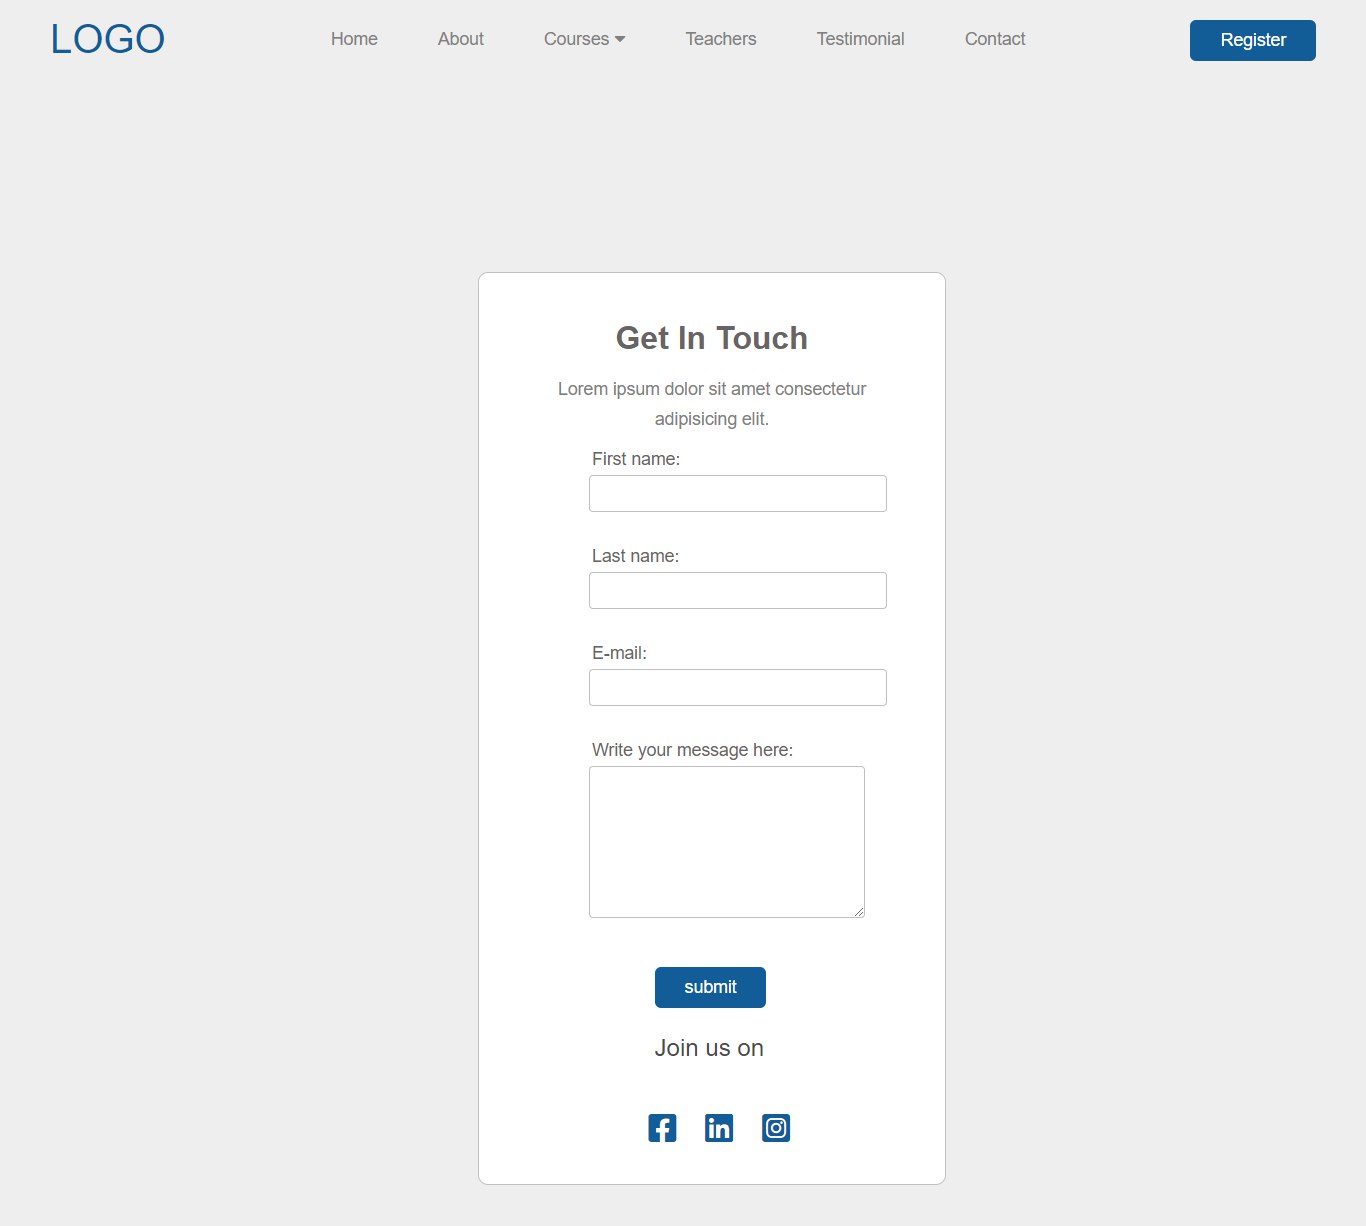 LOGO
Home About Courses Teachers Testimonial Contact Register
Get In Touch
Lorem ipsum dolor sit amet consectetur
adipisicing elit.
First name:
Last name:
E-mail:
Write your message here:
submit
Join us on